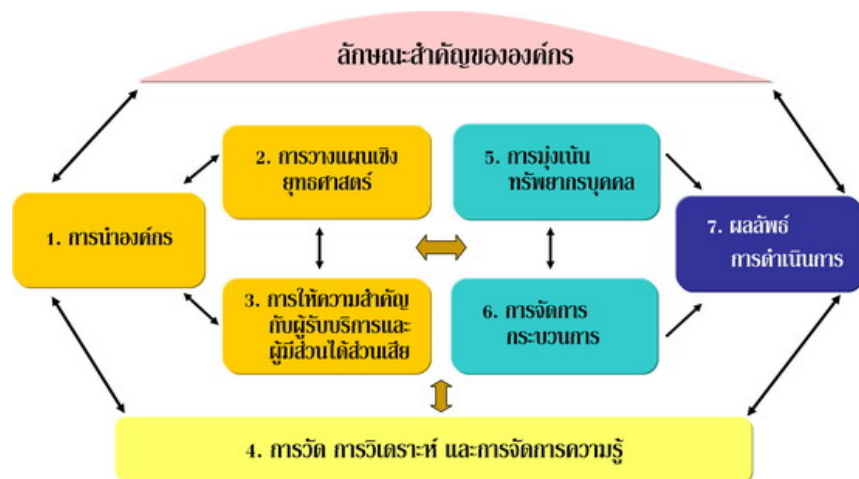 ลักษณะสำคัญขององค์กร
1. การนำองค์กร
2. การวางแผนเชิง
ยุทธศาสตร์
3. การให้ความสำคัญ
กับผู้รับบริการและ
ผู้มีส่วนได้ส่วนเสีย
5. การมุ่งเน้น
ทรัพยากรบุคคล
6. การจัดการ
กระบวนการ
7. ผลลัพธ์
การดำเนินการ
4. การวัด การวิเคราะห์ และการจัดการความรู้